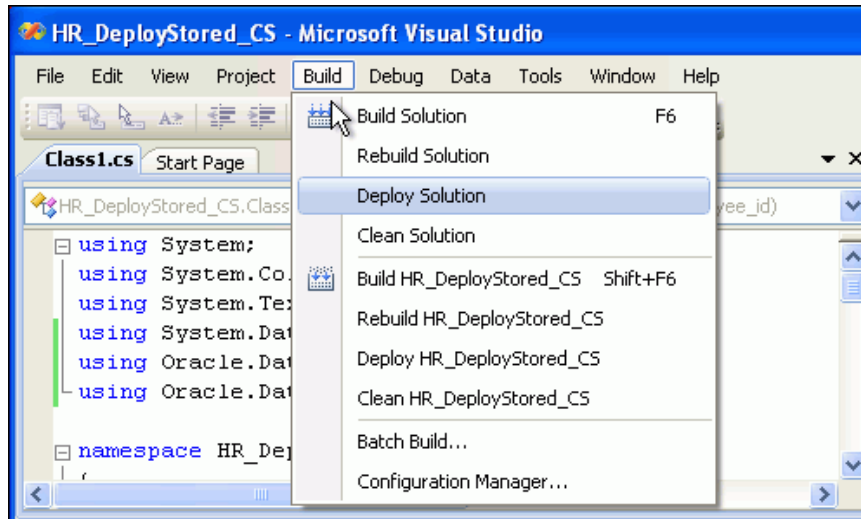 HR_DeployStored_CS - Microsoft Visual Studio
File Edit View Project Build Debug Data Tools Window Help
Build Solution F6
Rebuild Solution
Class1.cs Start Page
Deploy Solution
HR_DeployStored_CS.Class yee_id)
Clean Solution
using System;
using System.Co
Build HR_DeployStored_CS Shift+F6
using System.Te
Rebuild HR_DeployStored_CS
using System.Dat
Deploy HR_DeployStored_CS
using Oracle.Dat
using Oracle.Dat
Clean HR_DeployStored_CS
Batch Build...
namespace HR_Dep
Configuration Manager...